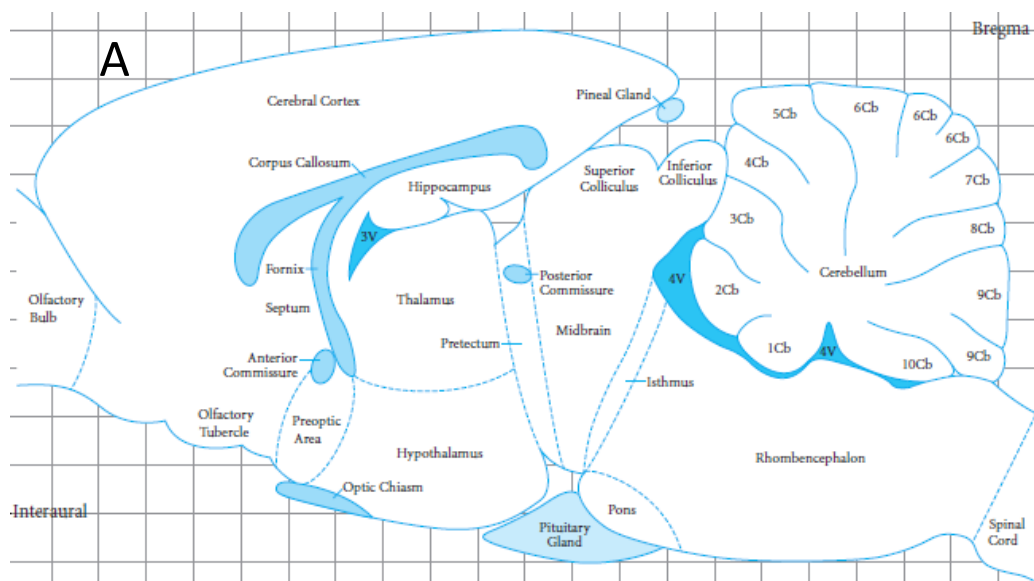 A
Bregma
Cerebral Cortex
Pineal Gland
5Cb
6Cb
6Cb
6Cb
Corpus Callosum
Hippocampus
Superior
Colliculus
Inferior
Colliculus
4Cb
7Cb
3V
3Cb
8Cb
Fornix
Posterior
Commissure
4V
Cerebellum
Olfactory
Bulb
Septum
Thalamus
2Cb
9Cb
Pretectum
Midbrain
Anterior
Commissure
1Cb
4V
10Cb
9Cb
Isthmus
Olfactory
Tubercle
Preoptic
Area
Hypothalamus
Rhombencephalon
Optic Chiasm
Interaural
Pons
Pituitary
Gland
Spinal
Cord